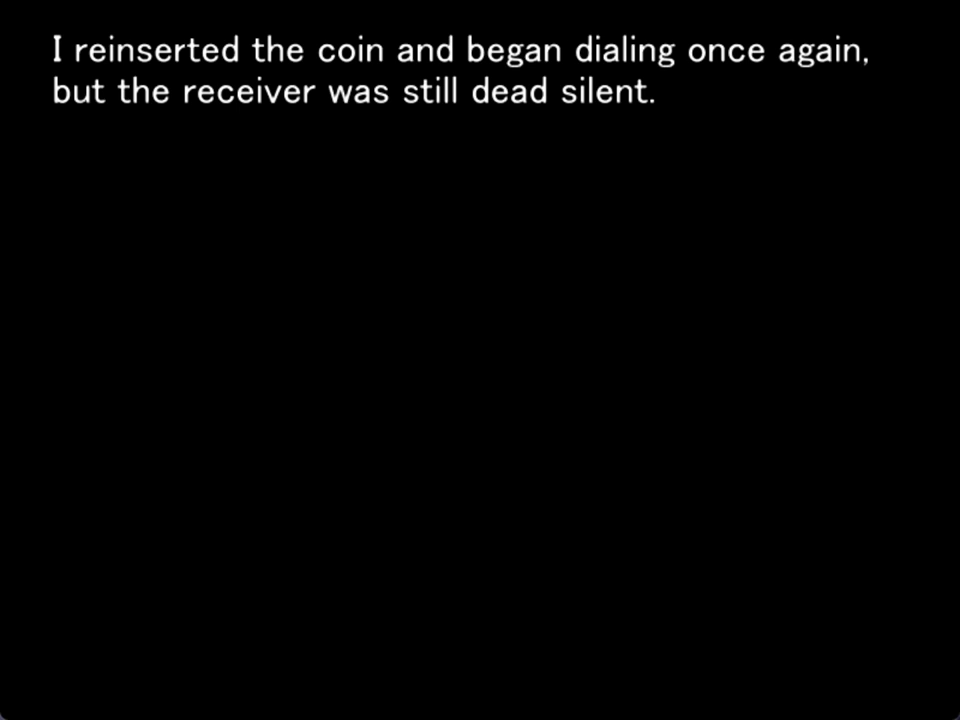 I reinserted the coin and began dialing once again,
but the receiver was still dead silent.